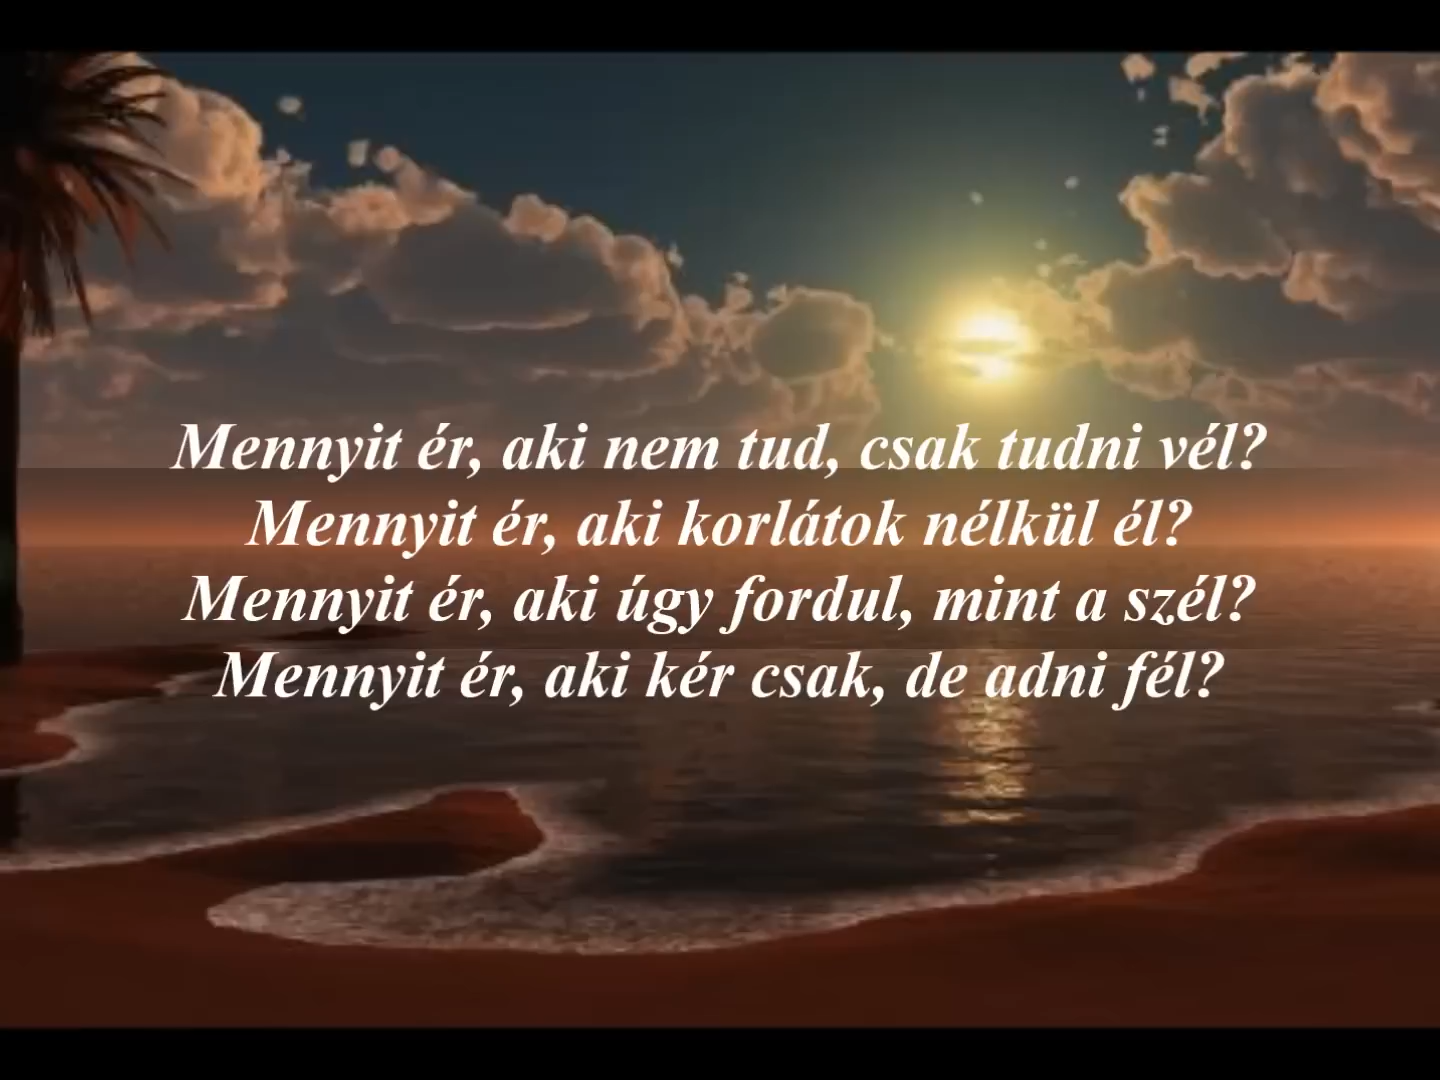 Mennyit ér, aki nem tud, csak tudni vél?
Mennyit ér, aki korlátok nélkül él?
Mennyit ér, aki úgy fordul, mint a szél?
Mennyit ér, aki kér csak, de adni fél?